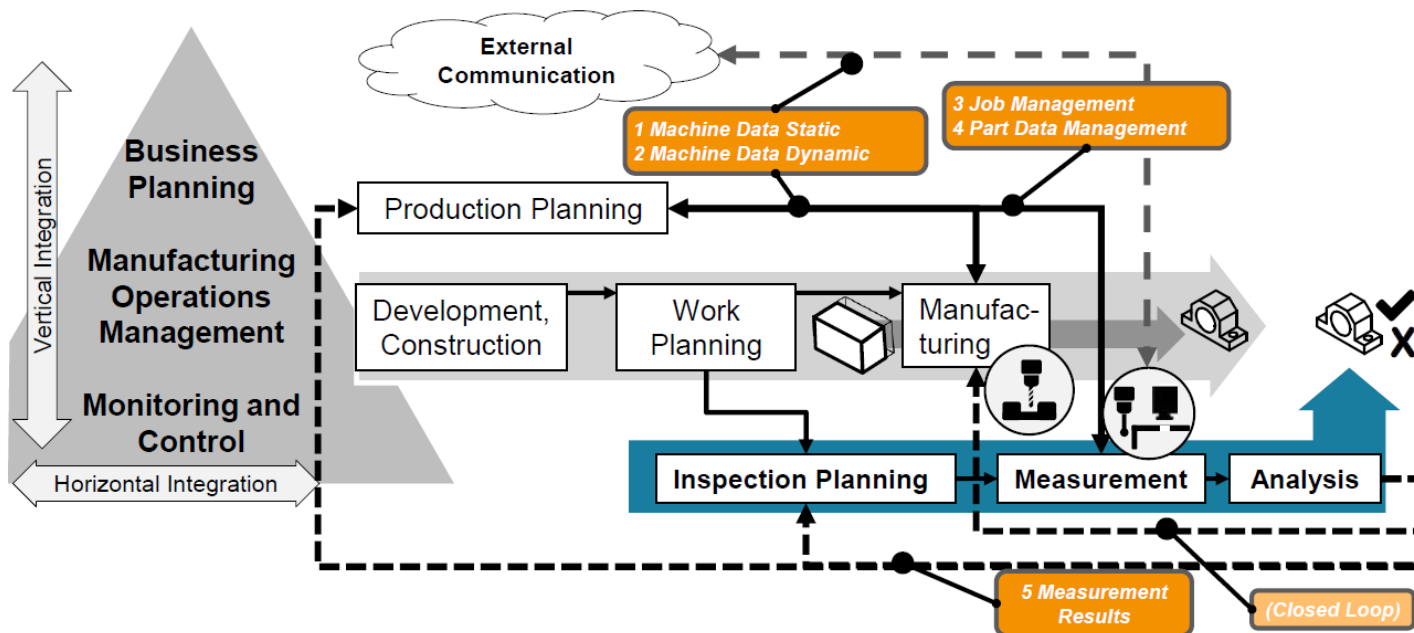 External
Communication
3 Job Management
4 Part Data Management
1 Machine Data Static
2 Machine Data Dynamic
Vertical Integration
Business
Planning
Production Planning
Manufacturing
Operations
Management
Development,
Construction
Work
Planning
Manufac-
turing
Monitoring and
Control
Horizontal Integration
Inspection Planning
Measurement
Analysis
5 Measurement
Results
(Closed Loop)